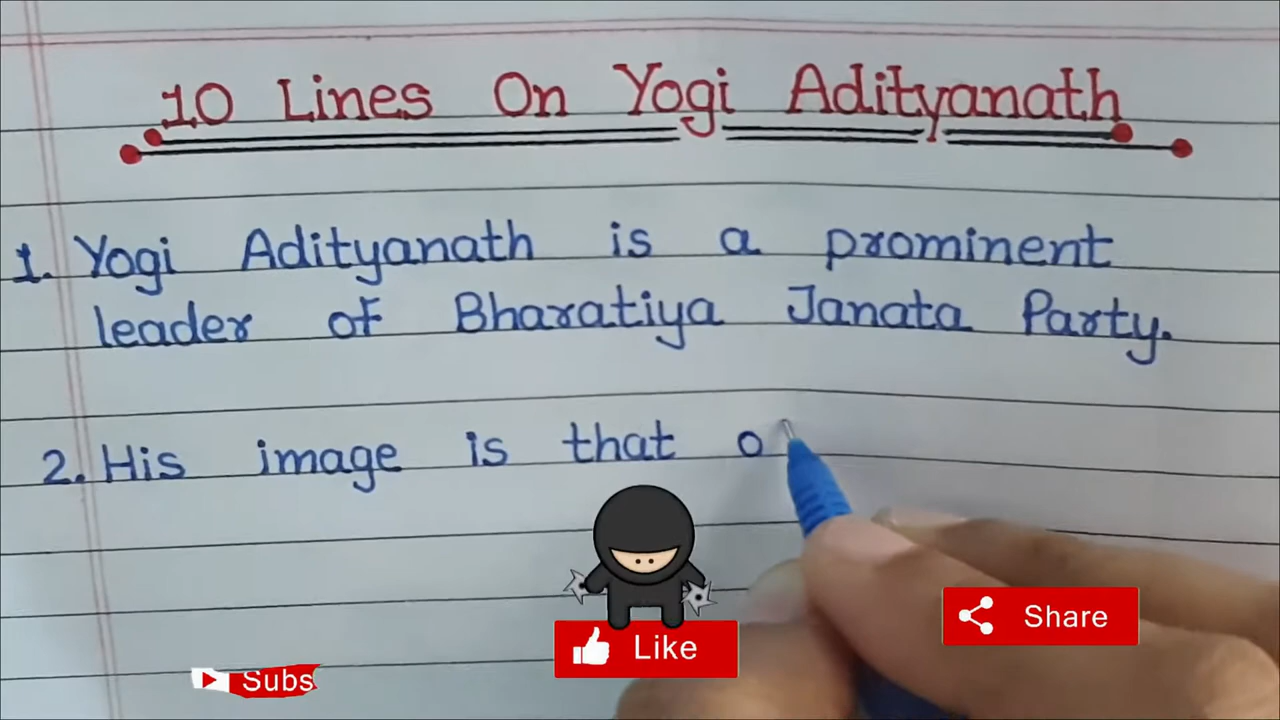 10 Lines On Yogi Adityanath
1. Yogi Adityanath is a prominent
leader of Bharatiya Janata Party.
2. His image is that o
Like
Share
Subs